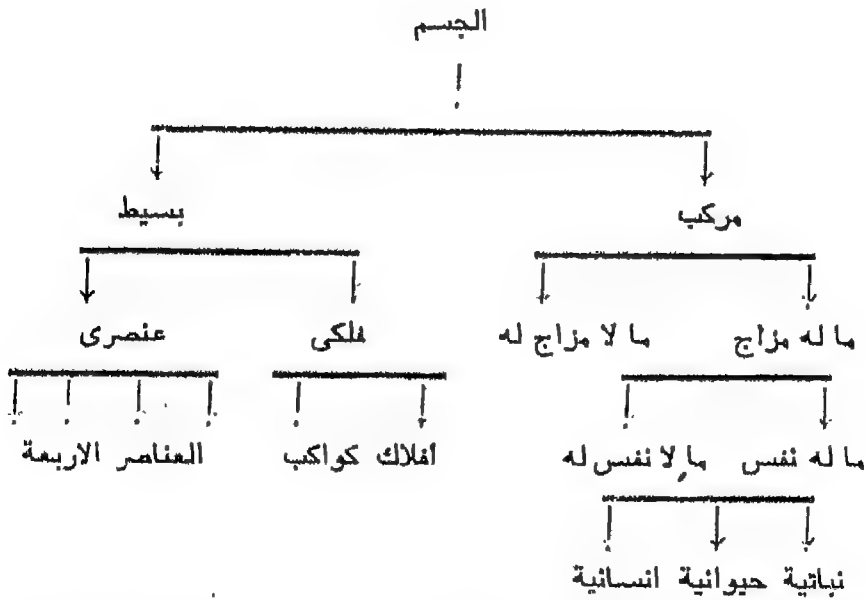 الجسم
مركب بسيط
ما له مزاج ما لا مزاج له فلكى عنصرى
ما له نفس ما لا نفس له افلاك كواكب العناصر الاربعة
نباتية حيوانية انسانية